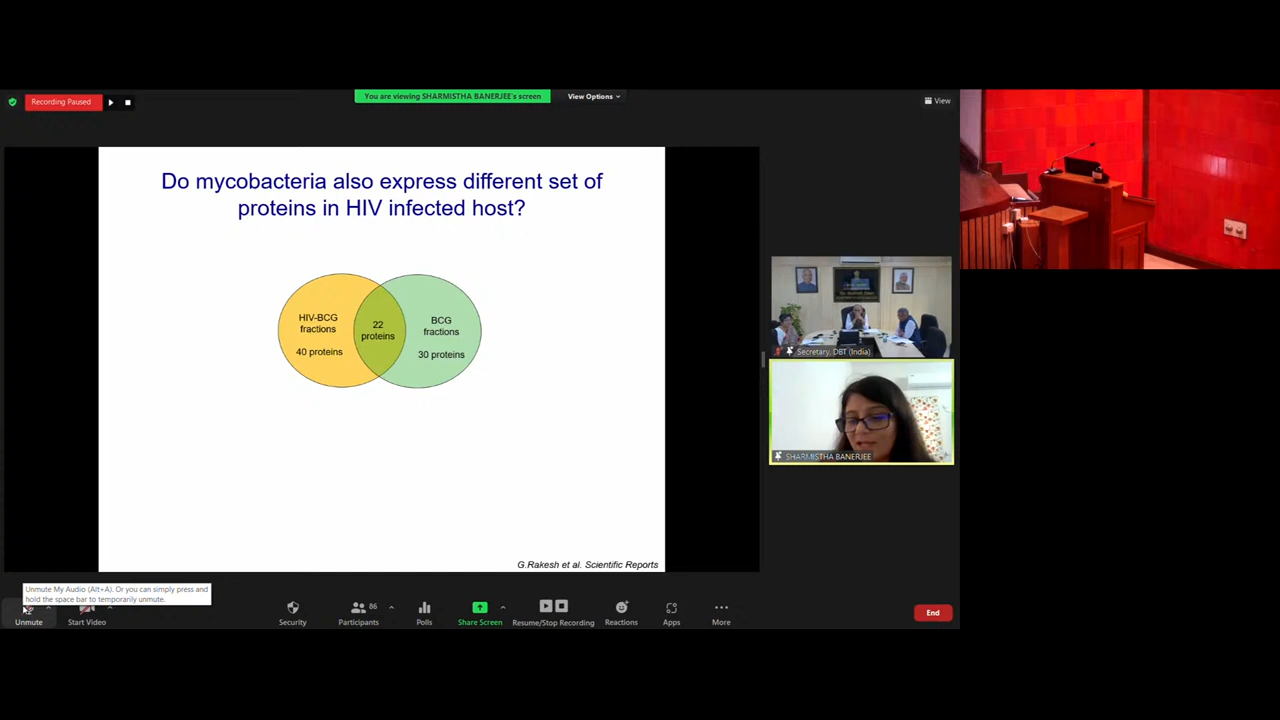 Recording Paused
You are viewing SHARMISTHA BANERJEE's screen
View Options
View
Do mycobacteria also express different set of
proteins in HIV infected host?
HIV-BCG
fractions
40 proteins
22
proteins
BCG
fractions
30 proteins
G.Rakesh et al. Scientific Reports
Secretary, DBT (India)
SHARMISTHA BANERJEE
Unmute My Audio (Alt+A). Or you can simply press and
hold the space bar to temporarily unmute.
Unmute
Start Video
Security
Participants
86
Polls
Share Screen
Resume/Stop Recording
Reactions
Apps
More
End